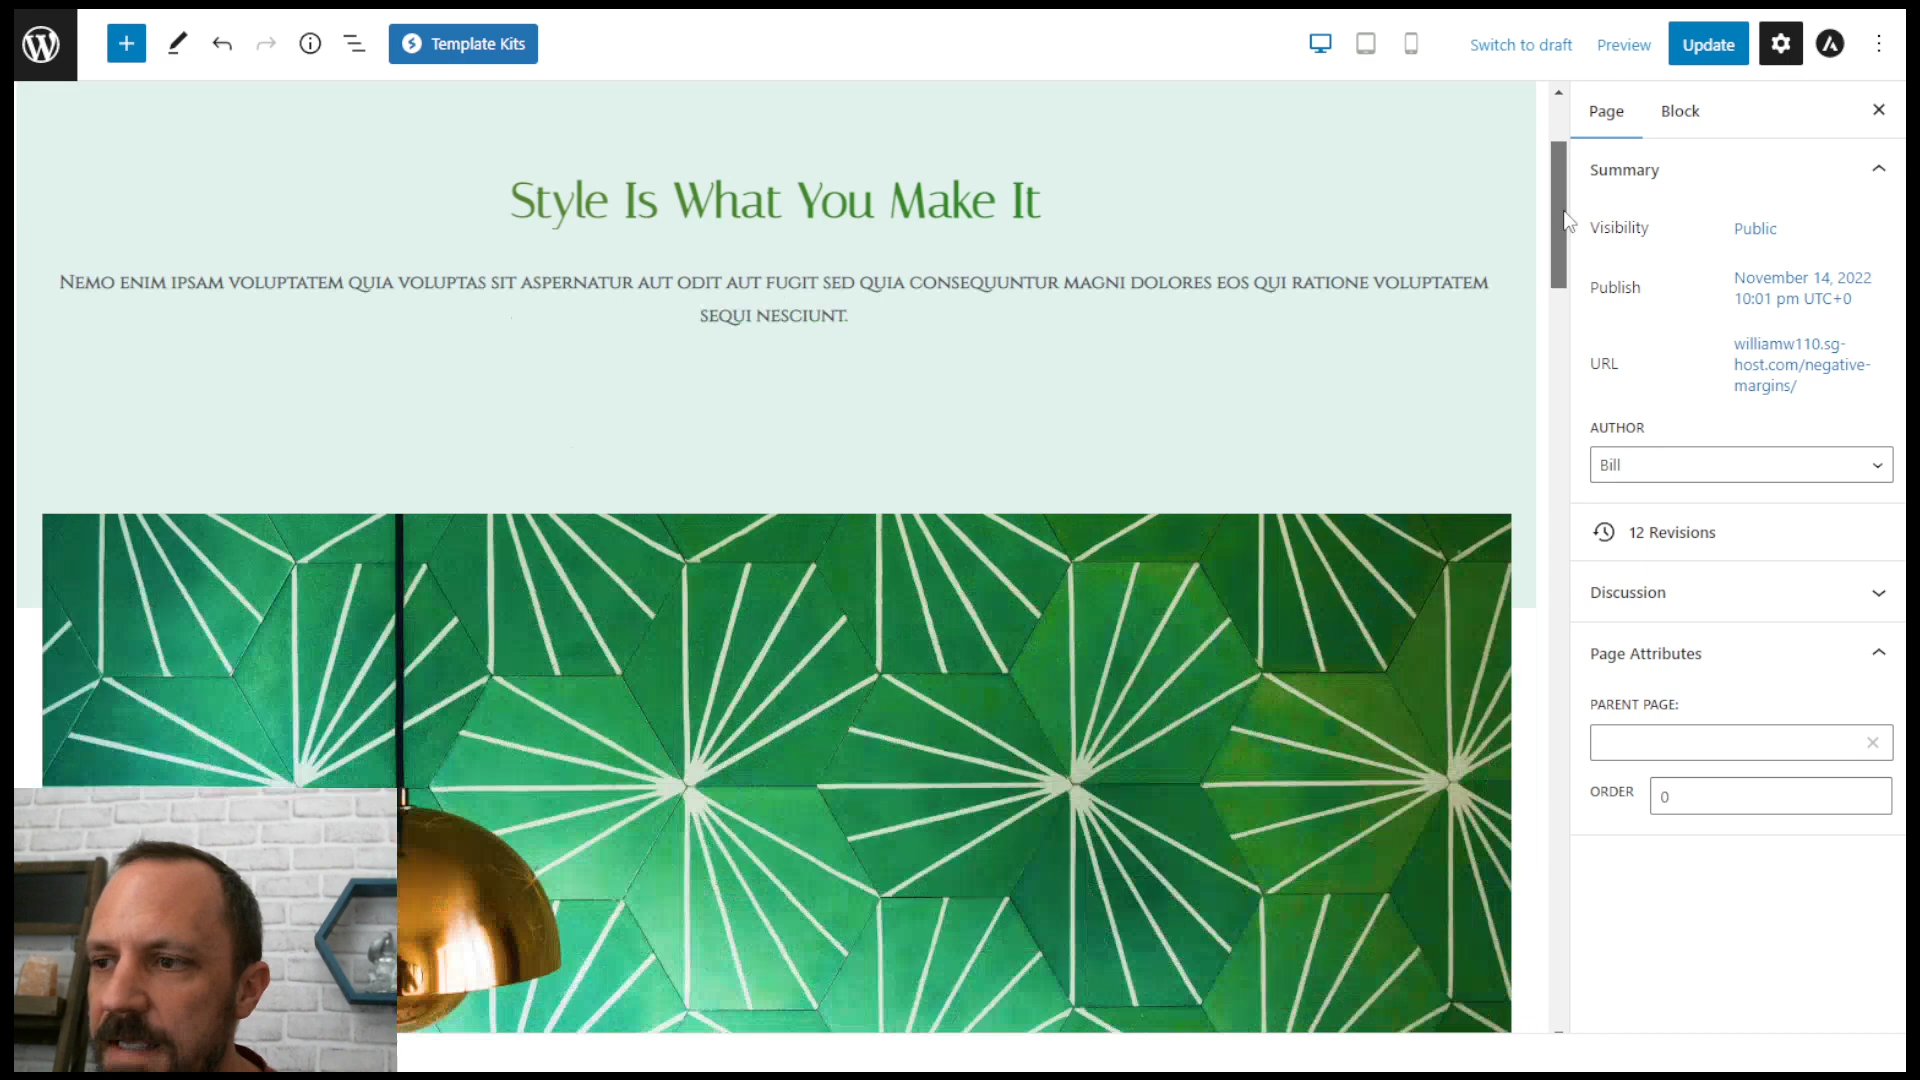 Template Kits
Switch to draft
Preview
Update
Style Is What You Make It
Nemo enim ipsam voluptatem quia voluptas sit aspernatur aut odit aut fugit sed quia consequuntur magni dolores eos qui ratione voluptatem
sequi nesciunt.
Page
Block
Summary
Visibility
Public
Publish
November 14, 2022
10:01 pm UTC+0
URL
williamw110.sg-
host.com/negative-
margins/
AUTHOR
Bill
12 Revisions
Discussion
Page Attributes
PARENT PAGE:
ORDER
0